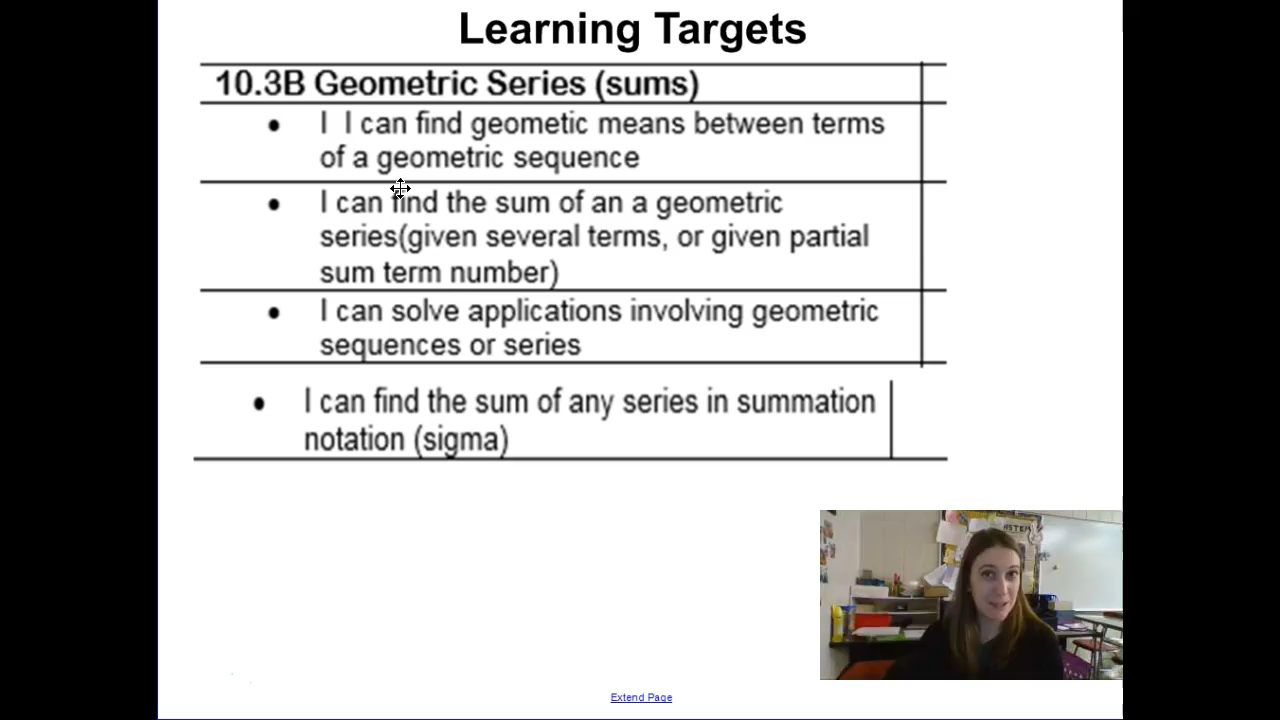 Learning Targets
10.3B Geometric Series (sums)
• I I can find geometic means between terms
of a geometric sequence
• I can find the sum of an a geometric
series(given several terms, or given partial
sum term number)
• I can solve applications involving geometric
sequences or series
• I can find the sum of any series in summation
notation (sigma)
Extend Page